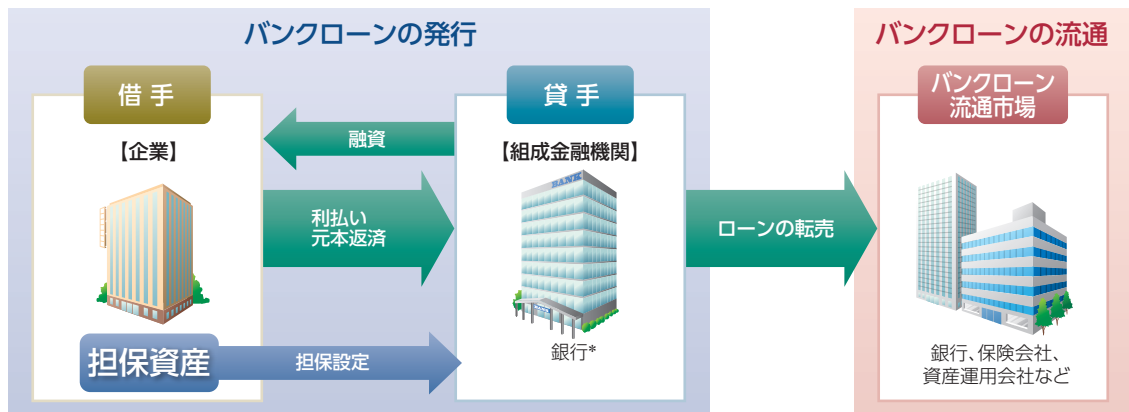 バンクローンの発行
借手
【企業】
融資
利払い
元本返済
担保資産
担保設定
貸手
【組成金融機関】
BANK
銀行*
ローンの転売
バンクローンの流通
バンクローン
流通市場
銀行、保険会社、
資産運用会社など